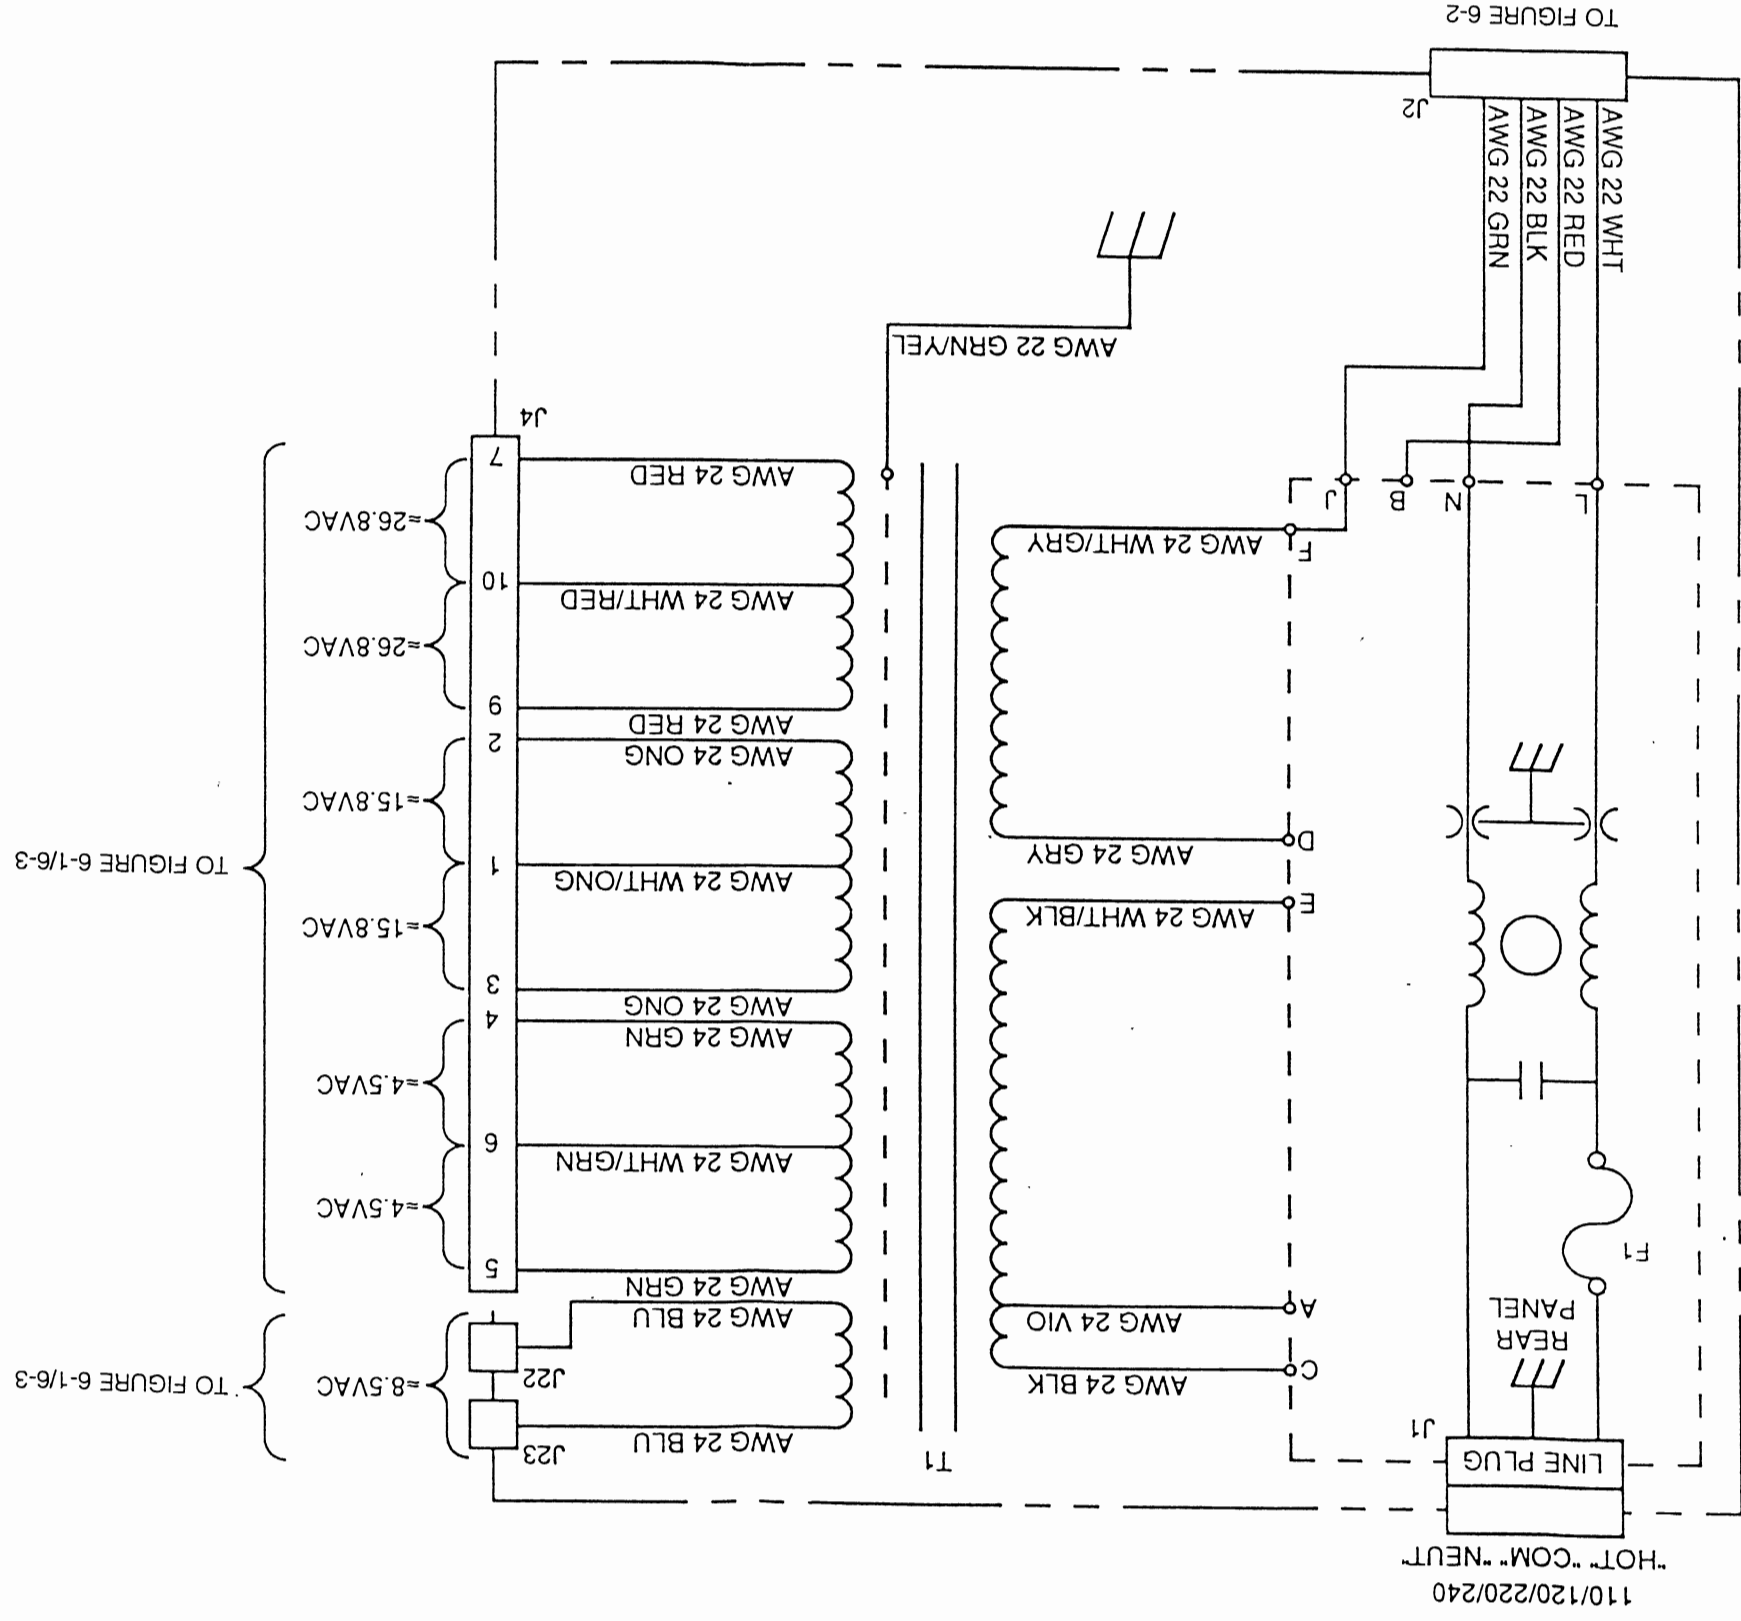 110/120/220/240
"HOT" "COM" "NEUT"
LINE PLUG
J1
REAR
PANEL
F1
T1
C
AWG 24 BLK
A
AWG 24 VIO
E
AWG 24 WHT/BLK
D
AWG 24 GRY
F
AWG 24 WHT/GRY
L
N
B
J
AWG 22 WHT
AWG 22 RED
AWG 22 BLK
AWG 22 GRN
J2
TO FIGURE 6-2
AWG 22 GRN/YEL
AWG 24 BLU
J23
AWG 24 BLU
J22
≈8.5VAC
TO FIGURE 6-1/6-3
AWG 24 GRN
5
≈4.5VAC
AWG 24 WHT/GRN
6
≈4.5VAC
AWG 24 GRN
4
AWG 24 ONG
3
≈15.8VAC
AWG 24 WHT/ONG
1
≈15.8VAC
AWG 24 ONG
2
AWG 24 RED
9
≈26.8VAC
AWG 24 WHT/RED
10
≈26.8VAC
AWG 24 RED
7
J4
TO FIGURE 6-1/6-3